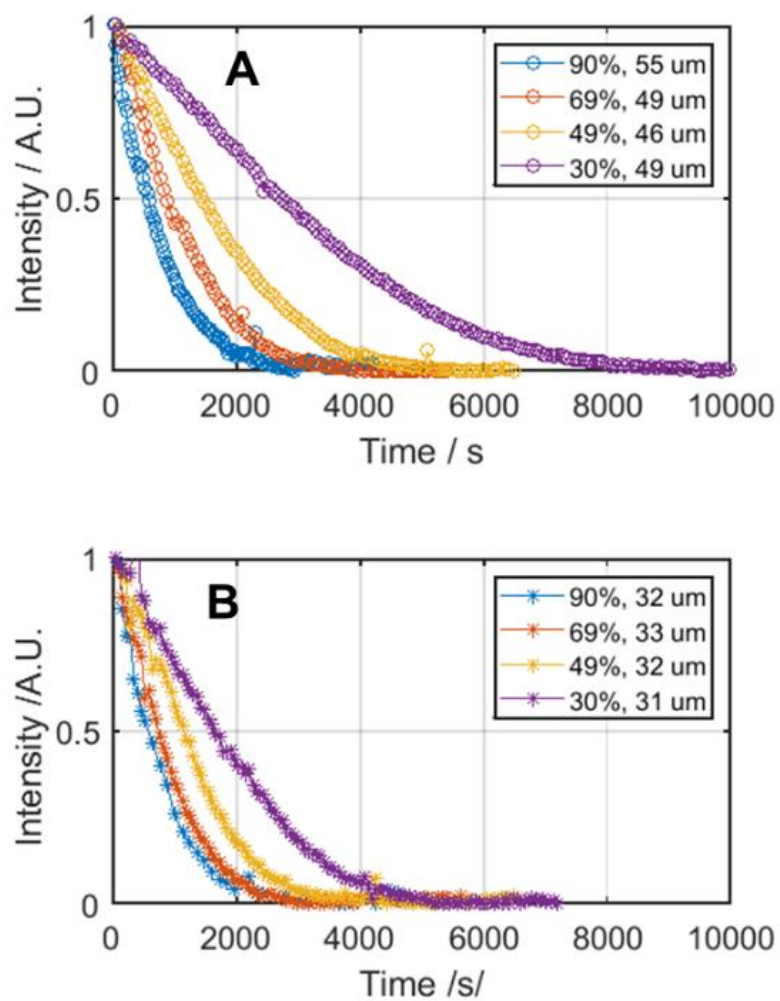 A
1
0.5
0
Intensity / A.U.
90%, 55 um
69%, 49 um
49%, 46 um
30%, 49 um
0 2000 4000 6000 8000 10000
Time / s
B
1
0.5
0
Intensity /A.U.
90%, 32 um
69%, 33 um
49%, 32 um
30%, 31 um
0 2000 4000 6000 8000 10000
Time /s/